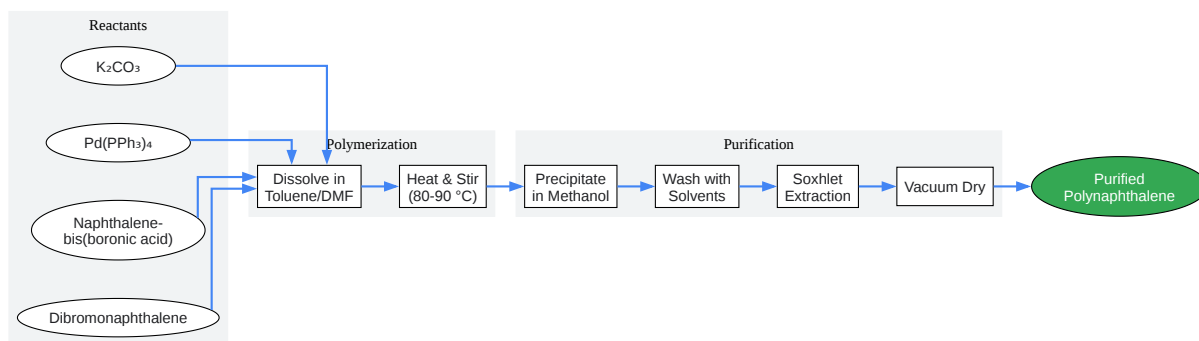 Reactants
K₂CO₃
Pd(PPh₃)₄
Naphthalene-
bis(boronic acid)
Dibromonaphthalene
Polymerization
Dissolve in
Toluene/DMF
Heat & Stir
(80-90 °C)
Purification
Precipitate
in Methanol
Wash with
Solvents
Soxhlet
Extraction
Vacuum Dry
Purified
Polynaphthalene